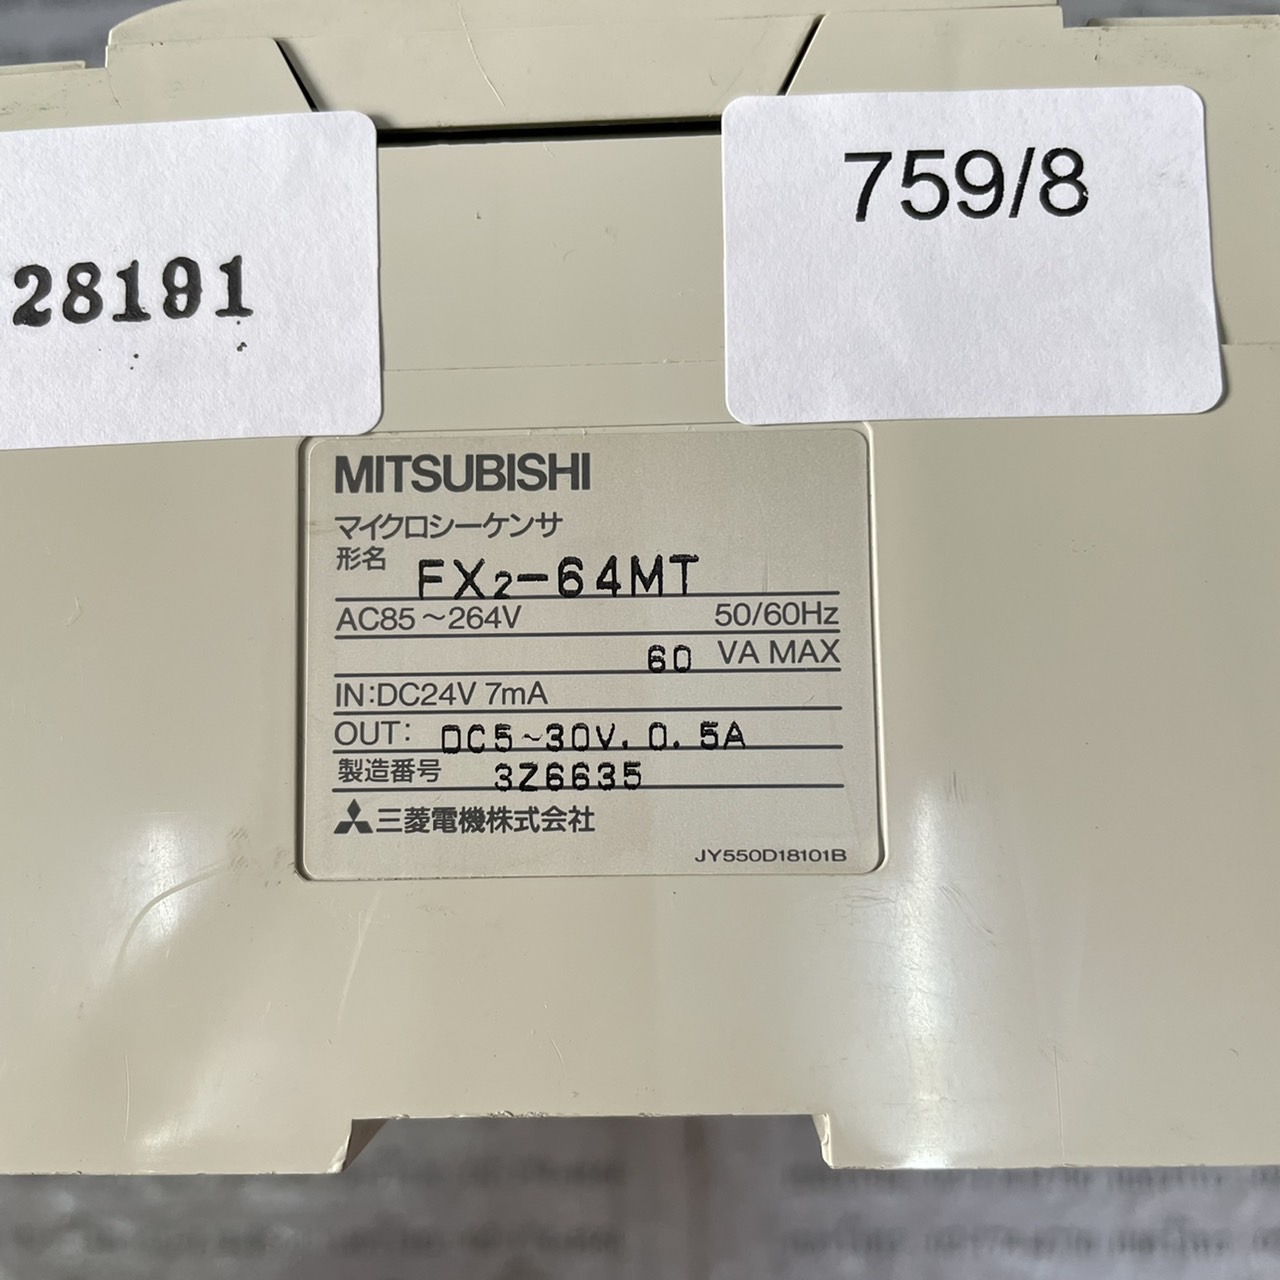 759/8
28191
MITSUBISHI
マイクロシーケンサ
形名 FX2-64MT
AC85～264V 50/60Hz
60 VA MAX
IN:DC24V 7mA
OUT: DC5~30V. 0.5A
製造番号 3Z6635
三菱電機株式会社
JY550D18101B